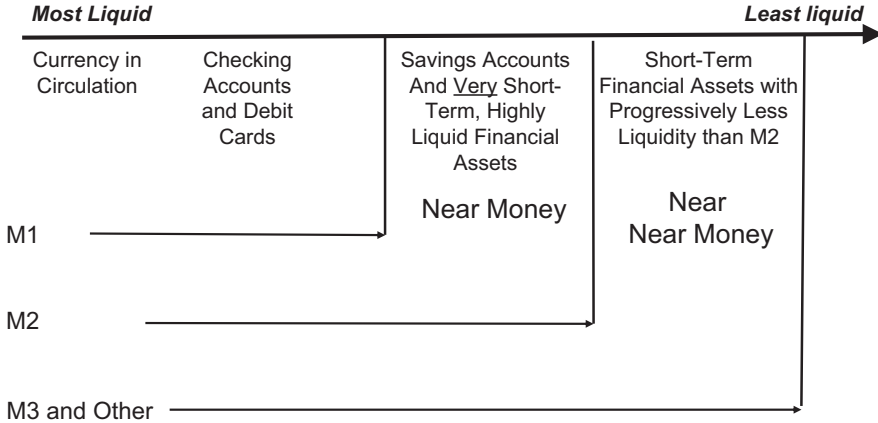 Most Liquid
Least liquid
Currency in
Circulation
Checking
Accounts
and Debit
Cards
Savings Accounts
And Very Short-
Term, Highly
Liquid Financial
Assets
Near Money
Short-Term
Financial Assets with
Progressively Less
Liquidity than M2
Near
Near Money
M1
M2
M3 and Other